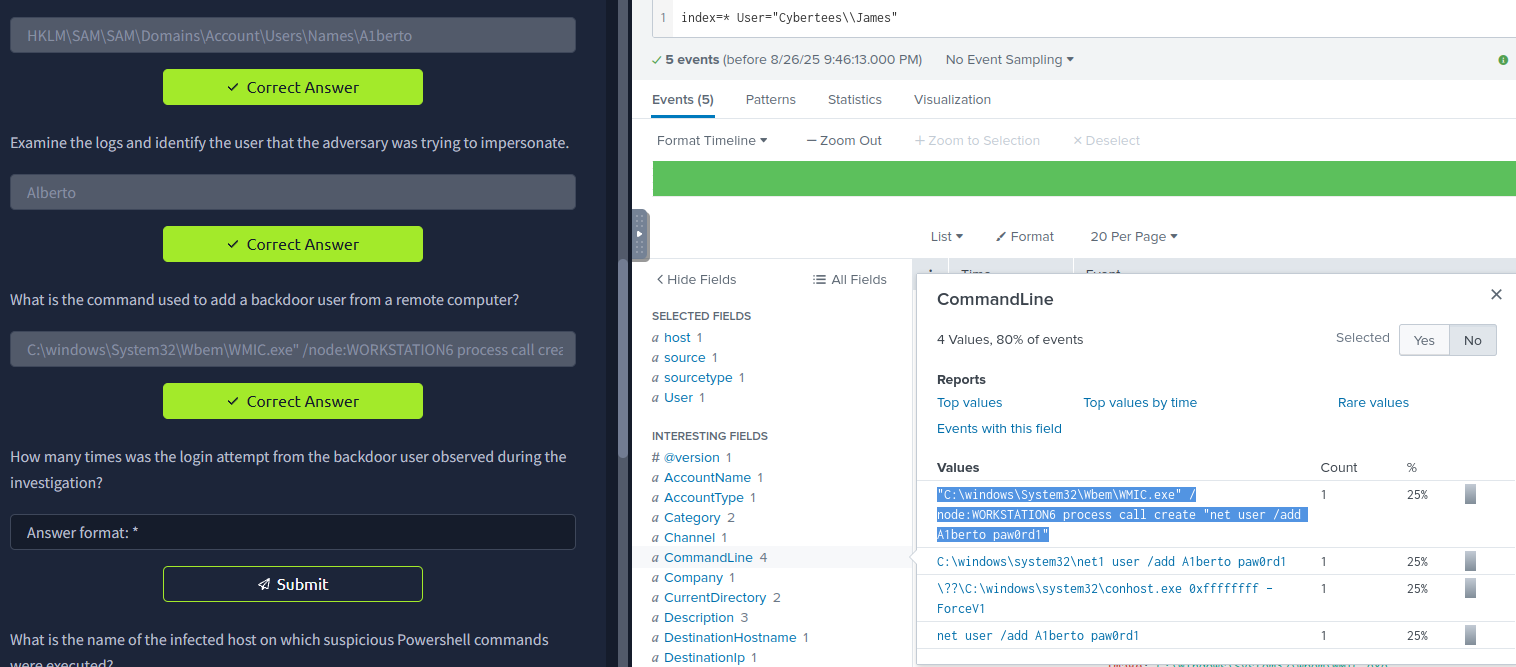 HKLM\SAM\SAM\Domains\Account\Users\Names\A1berto
Correct Answer
Examine the logs and identify the user that the adversary was trying to impersonate.
Alberto
Correct Answer
What is the command used to add a backdoor user from a remote computer?
C:\windows\System32\Wbem\WMIC.exe" /node:WORKSTATION6 process call crea
Correct Answer
How many times was the login attempt from the backdoor user observed during the
investigation?
Answer format: *
Submit
What is the name of the infected host on which suspicious Powershell commands
were executed?
1 index=* User="Cybertees\\James"
5 events (before 8/26/25 9:46:13.000 PM) No Event Sampling
Events (5) Patterns Statistics Visualization
Format Timeline Zoom Out + Zoom to Selection × Deselect
List Format 20 Per Page
Hide Fields All Fields
i Time Event
SELECTED FIELDS
a host 1
a source 1
a sourcetype 1
a User 1
INTERESTING FIELDS
# @version 1
a AccountName 1
a AccountType 1
a Category 2
a Channel 1
a CommandLine 4
a Company 1
a CurrentDirectory 2
a Description 3
a DestinationHostname 1
a DestinationIp 1
CommandLine
4 Values, 80% of events Selected Yes No
Reports
Top values Top values by time Rare values
Events with this field
Values Count %
"C:\windows\System32\Wbem\WMIC.exe" / 1 25%
node:WORKSTATION6 process call create "net user /add
A1berto paw0rd1"
C:\windows\system32\net1 user /add A1berto paw0rd1 1 25%
\??\C:\windows\system32\conhost.exe 0xffffffff - 1 25%
ForceV1
net user /add A1berto paw0rd1 1 25%